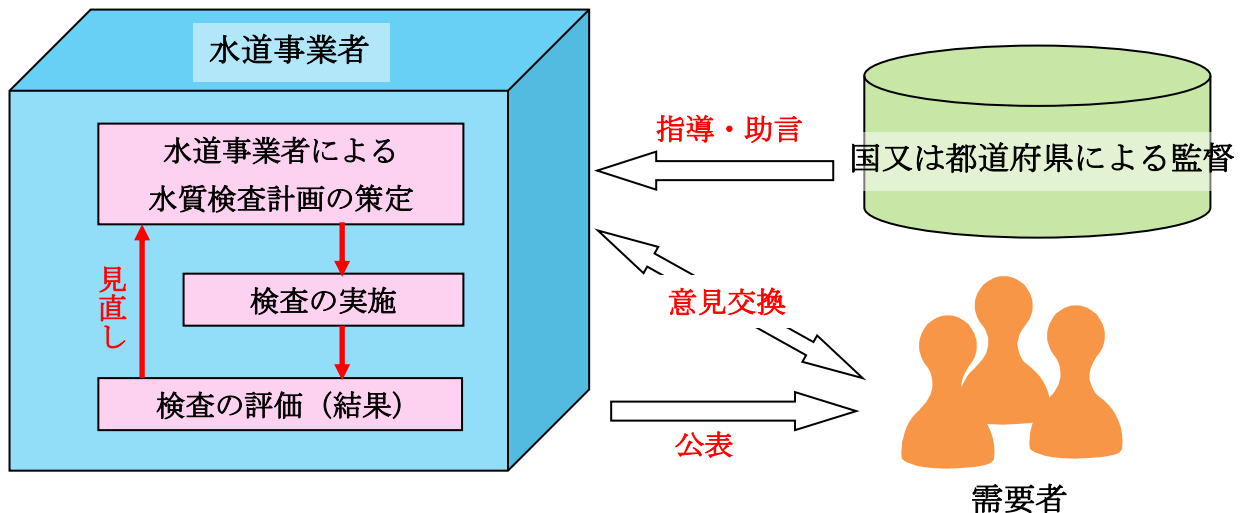 水道事業者
水道事業者による
水質検査計画の策定
見直し
検査の実施
検査の評価（結果）
指導・助言
国又は都道府県による監督
意見交換
公表
需要者